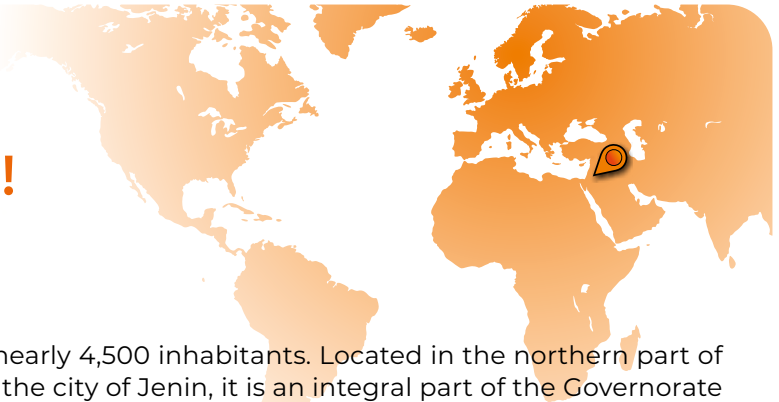 !
nearly 4,500 inhabitants. Located in the northern part of
the city of Jenin, it is an integral part of the Governorate